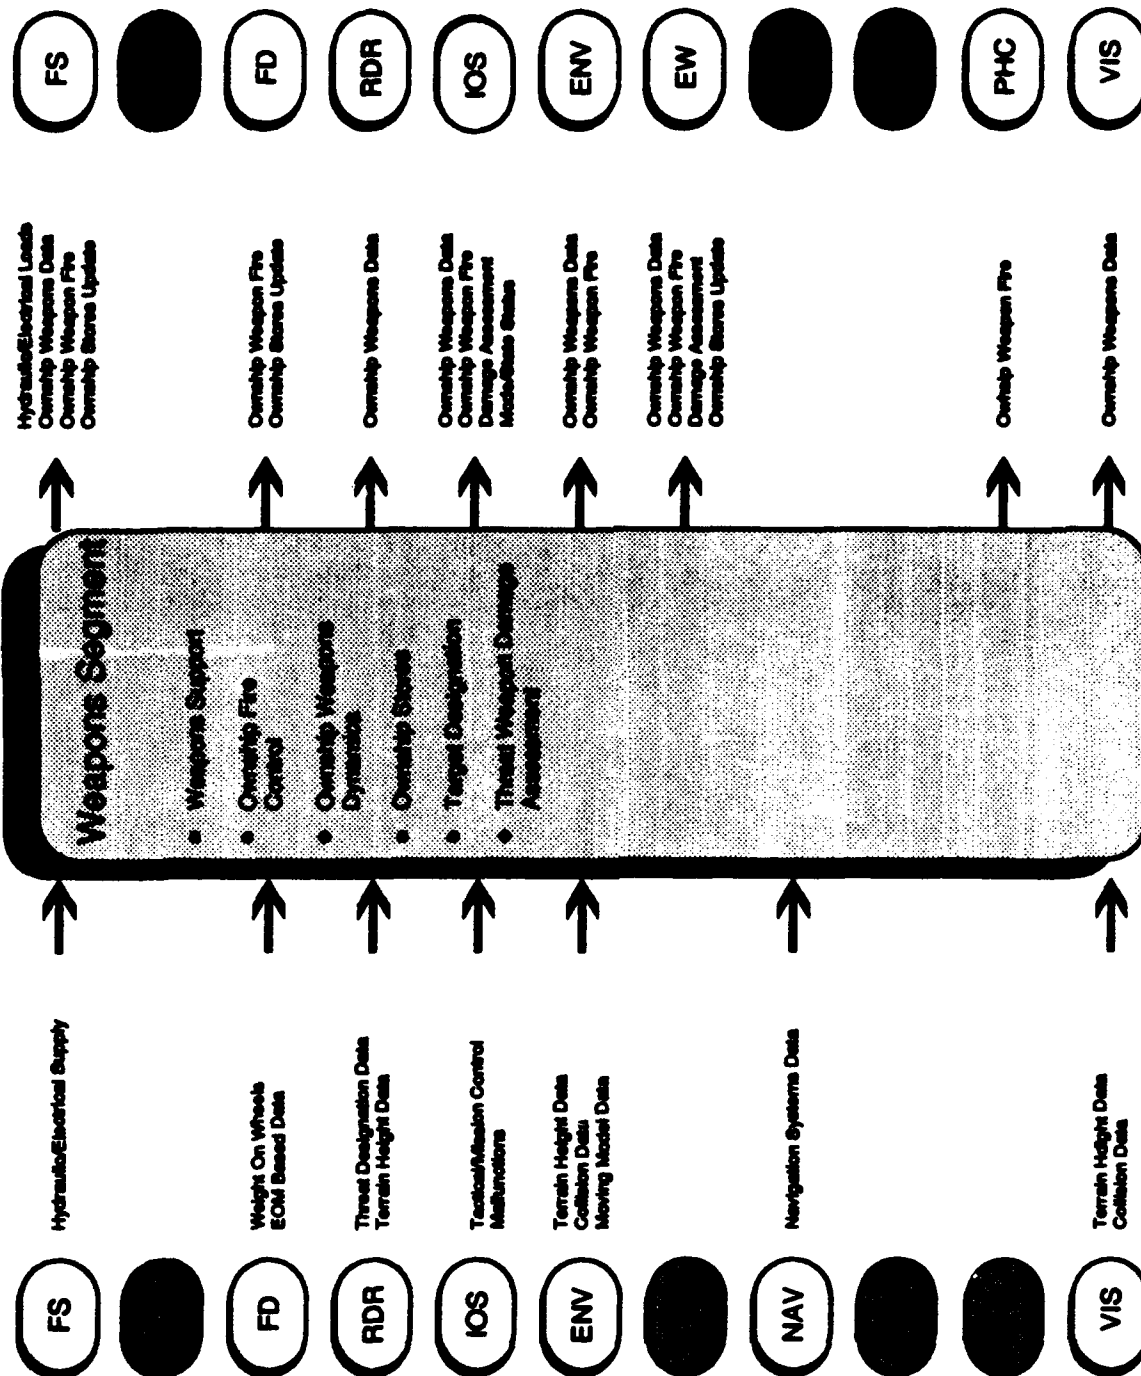 FS
FD
RDR
IOS
ENV
NAV
VIS
Hydraulic/Electrical Supply
Weight On Wheels
EOM Based Data
Threat Designation Data
Terrain Height Data
Tactical/Mission Control
Malfunctions
Terrain Height Data
Collision Data
Moving Model Data
Navigation Systems Data
Terrain Height Data
Collision Data
Weapons Segment
• Weapons Support
• Ownship Fire
Control
• Ownship Weapons
Dynamics
• Ownship Stores
• Target Designation
• Threat Weapon Damage
Assessment
Hydraulic/Electrical Loads
Ownship Weapons Data
Ownship Weapon Fire
Ownship Stores Update
Ownship Weapon Fire
Ownship Stores Update
Ownship Weapons Data
Ownship Weapons Data
Ownship Weapon Fire
Damage Assessment
Mode/State Status
Ownship Weapons Data
Ownship Weapon Fire
Ownship Weapons Data
Ownship Weapon Fire
Damage Assessment
Ownship Stores Update
Ownhip Weapon Fire
Ownship Weapons Data
FS
FD
RDR
IOS
ENV
EW
PHC
VIS